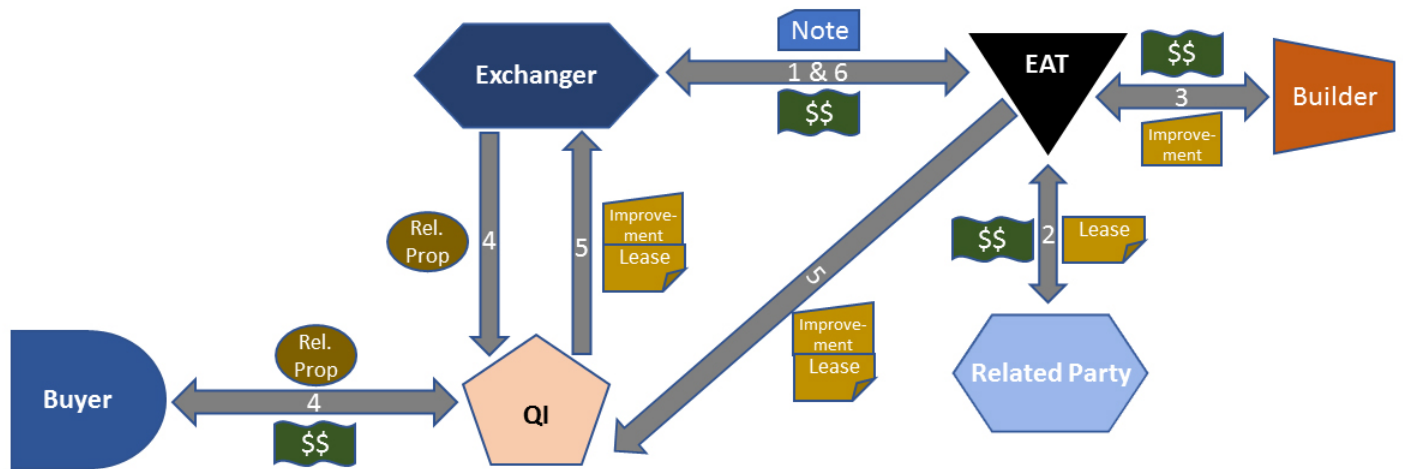 Note
Exchanger
1 & 6
$$
EAT
$$
3
Builder
Improve-
ment
Rel.
Prop
4
5
Improve-
ment
Lease
$$
2
Lease
5
Improve-
ment
Lease
Related Party
Rel.
Prop
Buyer
4
$$
QI